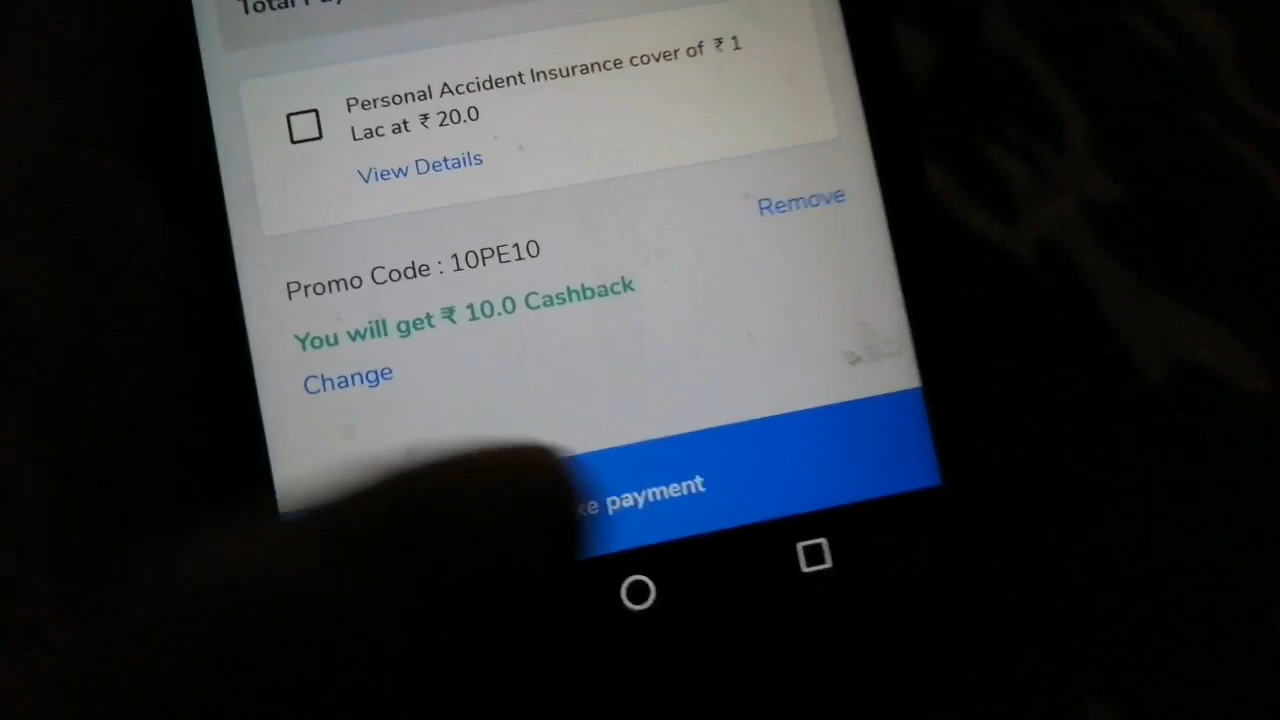 Total
Personal Accident Insurance cover of ₹ 1
Lac at ₹ 20.0
View Details
Remove
Promo Code : 10PE10
You will get ₹ 10.0 Cashback
Change
payment